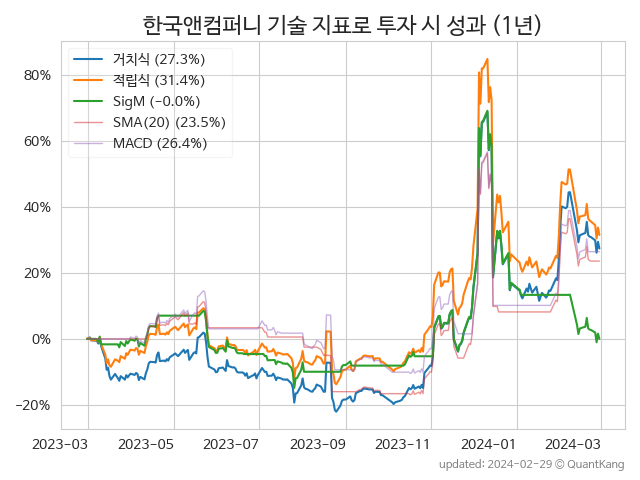 한국앤컴퍼니 기술 지표로 투자 시 성과 (1년)
거치식 (27.3%)
적립식 (31.4%)
SigM (-0.0%)
SMA(20) (23.5%)
MACD (26.4%)
80%
60%
40%
20%
0%
−20%
2023-03 2023-05 2023-07 2023-09 2023-11 2024-01 2024-03
updated: 2024-02-29 © QuantKang